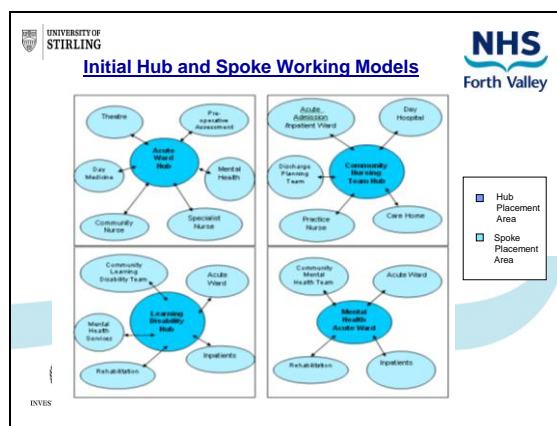 UNIVERSITY OF
STIRLING
NHS
Forth Valley
Initial Hub and Spoke Working Models
Theatre
Pre-
operative
Assessment
Acute
Ward
Hub
Day
Medicine
Mental
Health
Community
Nurse
Specialist
Nurse
Acute
Admission
/Inpatient Ward
Day
Hospital
Discharge
Planning
Team
Community
Nursing
Team Hub
Practice
Nurse
Care Home
Community
Learning
Disability Team
Acute
Ward
Learning
Disability
Hub
Mental
Health
Services
Rehabilitation
Inpatients
Community
Mental
Health Team
Acute Ward
Mental
Health
Acute Ward
Rehabilitation
Inpatients
Hub
Placement
Area
Spoke
Placement
Area
INVES